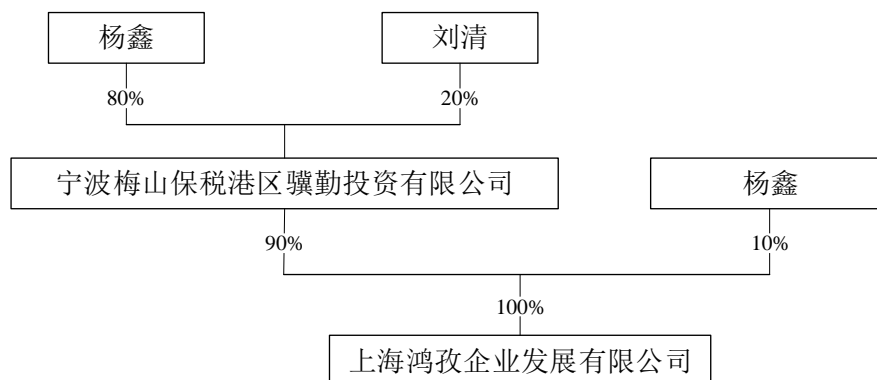 杨鑫
刘清
80%
20%
宁波梅山保税港区骥勤投资有限公司
杨鑫
90%
10%
100%
上海鸿孜企业发展有限公司